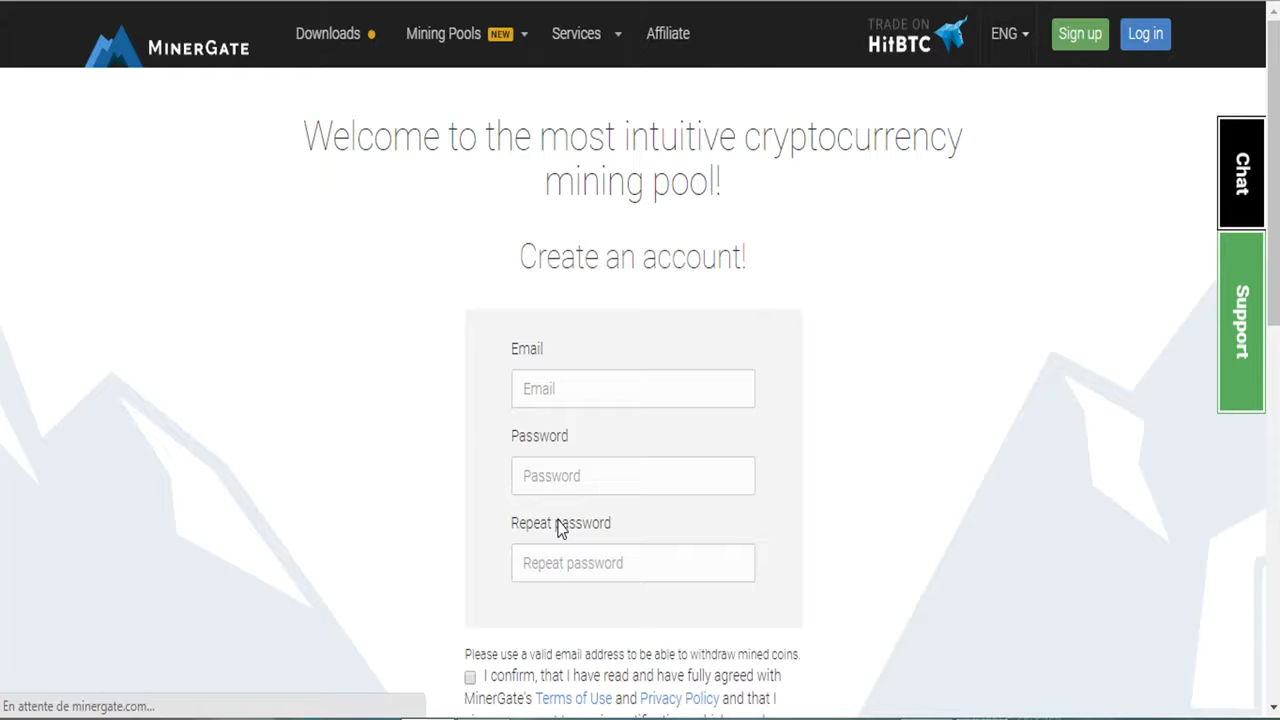 MINERGATE
Downloads
Mining Pools NEW
Services
Affiliate
TRADE ON
HitBTC
ENG
Sign up
Log in
Welcome to the most intuitive cryptocurrency
mining pool!
Create an account!
Email
Email
Password
Password
Repeat password
Repeat password
Please use a valid email address to be able to withdraw mined coins.
I confirm, that I have read and have fully agreed with
MinerGate's Terms of Use and Privacy Policy and that I
Chat
Support
En attente de minergate.com...